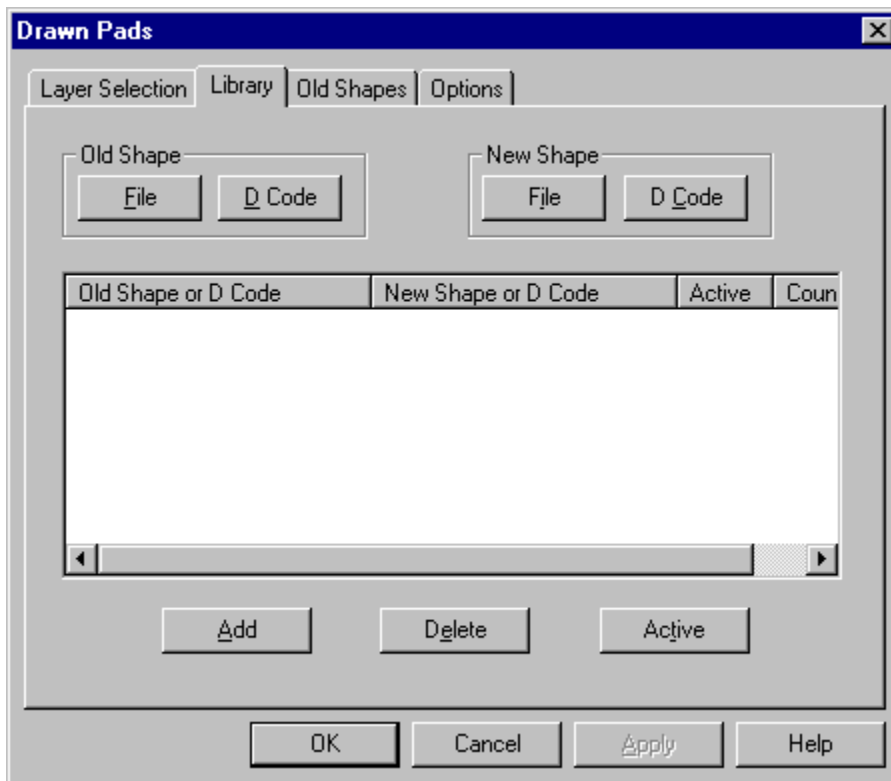 Drawn Pads
Layer Selection Library Old Shapes Options
Old Shape New Shape
File D Code File D Code
Old Shape or D Code New Shape or D Code Active Coun
Add Delete Active
OK Cancel Apply Help